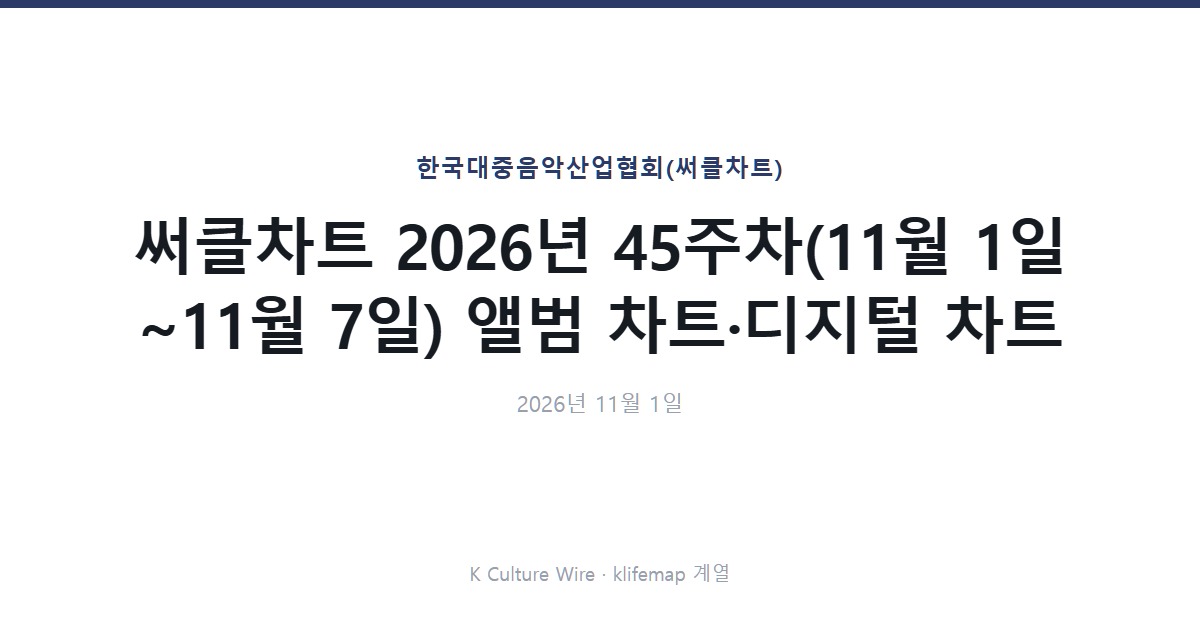 한국대중음악산업협회(써클차트)
써클차트 2026년 45주차(11월 1일
~11월 7일) 앨범 차트·디지털 차트
2026년 11월 1일
K Culture Wire · klifemap 계열